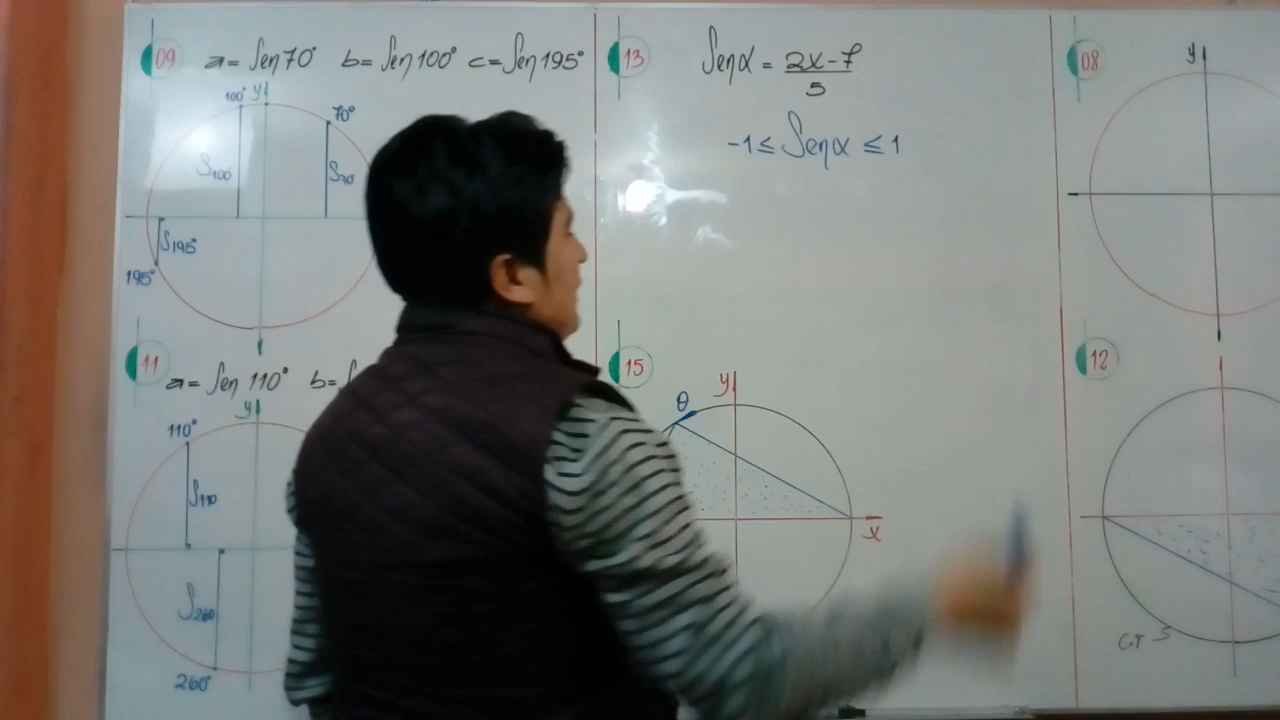 09 a= Sen70° b= Sen100° c= Sen195°
100° y
70°
S100°
S70
S195°
195°
11
a= Sen 110° b=
y
110°
S110
S260
260°
13 Senα = 2x-7
5
-1 ≤ Senα ≤ 1
15 y
θ
x
08 y
12
C.T